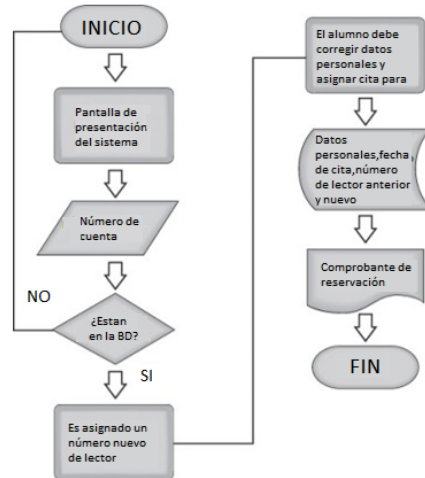 INICIO
Pantalla de
presentación
del sistema
Número de
cuenta
NO
¿Estan
en la BD?
SI
Es asignado un
número nuevo
de lector
El alumno debe
corregir datos
personales y
asignar cita para
Datos
personales,fecha
de cita,número
de lector anterior
y nuevo
Comprobante de
reservación
FIN